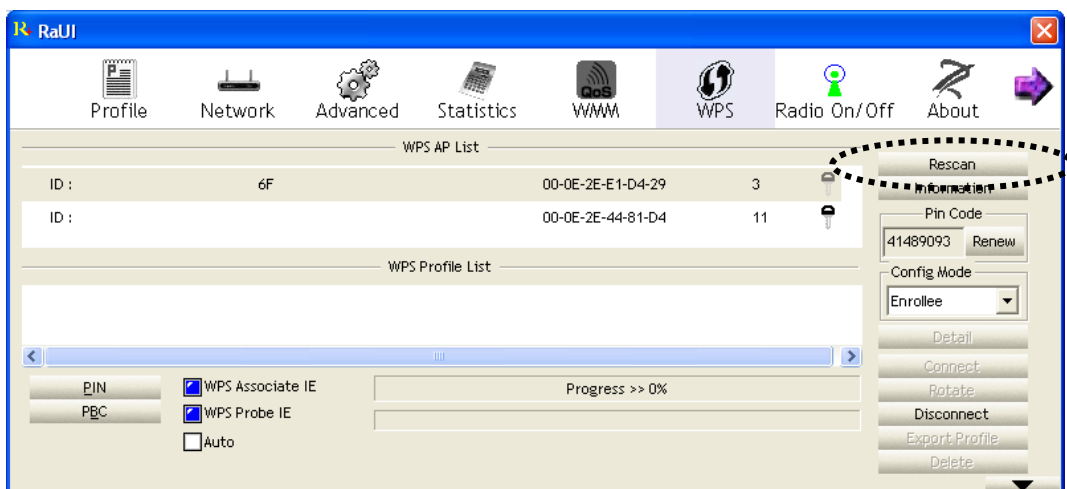 RaUI
Profile Network Advanced Statistics QoS WMM WPS Radio On/Off About
WPS AP List
Rescan
ID : 6F 00-0E-2E-E1-D4-29 3
Information
ID : 00-0E-2E-44-81-D4 11
Pin Code
41489093 Renew
WPS Profile List
Config Mode
Enrollee
Detail
Connect
PIN WPS Associate IE Progress >> 0%
Rotate
PBC WPS Probe IE
Disconnect
Auto
Export Profile
Delete